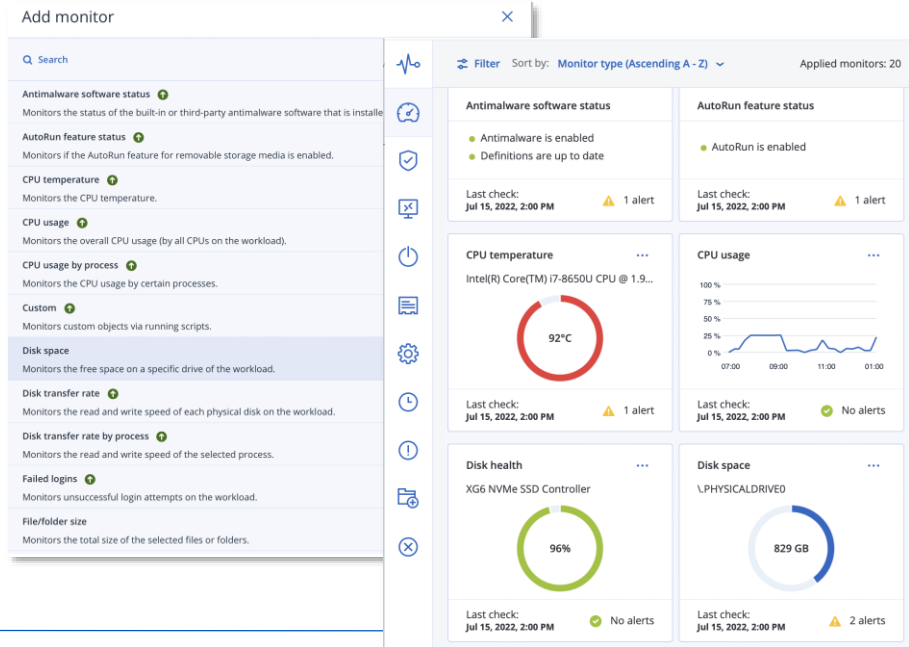 Add monitor
Search
Antimalware software status
Monitors the status of the built-in or third-party antimalware software that is installe
AutoRun feature status
Monitors if the AutoRun feature for removable storage media is enabled.
CPU temperature
Monitors the CPU temperature.
CPU usage
Monitors the overall CPU usage (by all CPUs on the workload).
CPU usage by process
Monitors the CPU usage by certain processes.
Custom
Monitors custom objects via running scripts.
Disk space
Monitors the free space on a specific drive of the workload.
Disk transfer rate
Monitors the read and write speed of each physical disk on the workload.
Disk transfer rate by process
Monitors the read and write speed of the selected process.
Failed logins
Monitors unsuccessful login attempts on the workload.
File/folder size
Monitors the total size of the selected files or folders.
Filter Sort by: Monitor type (Ascending A - Z) Applied monitors: 20
Antimalware software status
Antimalware is enabled
Definitions are up to date
Last check:
Jul 15, 2022, 2:00 PM
1 alert
AutoRun feature status
AutoRun is enabled
Last check:
Jul 15, 2022, 2:00 PM
1 alert
CPU temperature
Intel(R) Core(TM) i7-8650U CPU @ 1.9...
92°C
Last check:
Jul 15, 2022, 2:00 PM
1 alert
CPU usage
100 %
75 %
50 %
25 %
0 %
07:00 09:00 11:00 01:00
Last check:
Jul 15, 2022, 2:00 PM
No alerts
Disk health
XG6 NVMe SSD Controller
96%
Last check:
Jul 15, 2022, 2:00 PM
No alerts
Disk space
\.PHYSICALDRIVE0
829 GB
Last check:
Jul 15, 2022, 2:00 PM
2 alerts